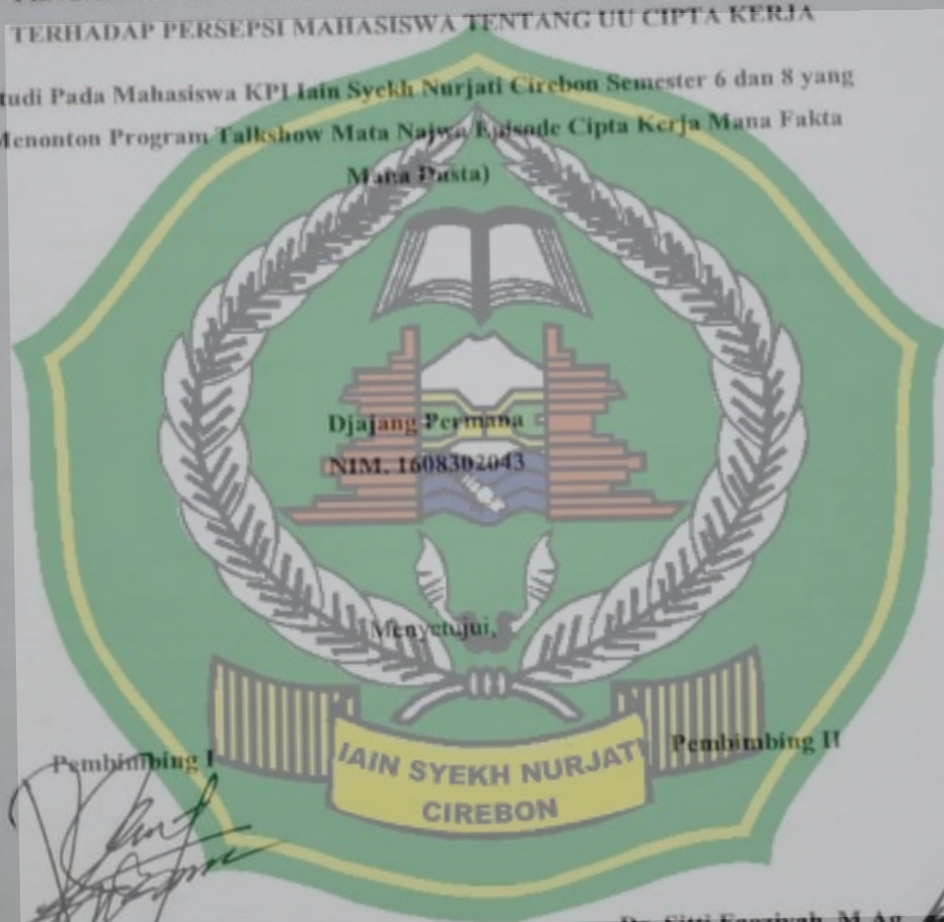 TERHADAP PERSEPSI MAHASISWA TENTANG UU CIPTA KERJA
tudi Pada Mahasiswa KPI Iain Syekh Nurjati Cirebon Semester 6 dan 8 yang
Menonton Program Talkshow Mata Najwa Episode Cipta Kerja Mana Fakta
Mana Dusta)
Djajang Permana
NIM. 1608302043
Menyetujui,
Pembimbing I
Pembimbing II
IAIN SYEKH NURJATI
CIREBON